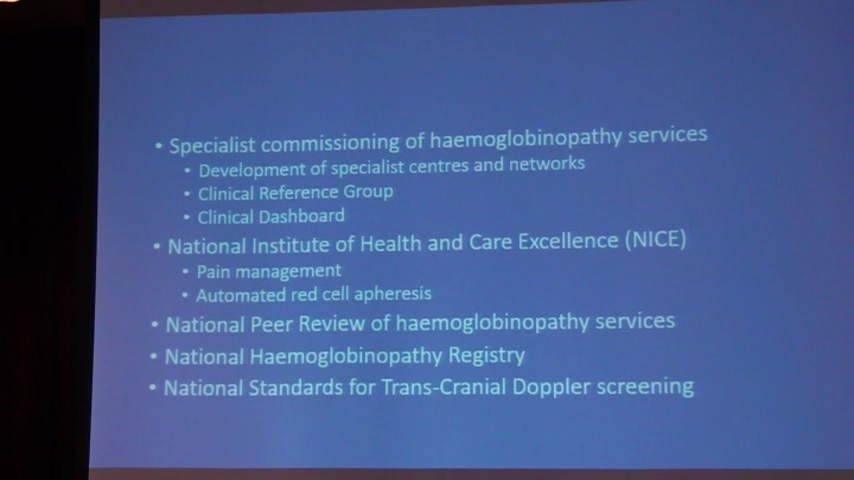 • Specialist commissioning of haemoglobinopathy services
• Development of specialist centres and networks
• Clinical Reference Group
• Clinical Dashboard
• National Institute of Health and Care Excellence (NICE)
• Pain management
• Automated red cell apheresis
• National Peer Review of haemoglobinopathy services
• National Haemoglobinopathy Registry
• National Standards for Trans-Cranial Doppler screening